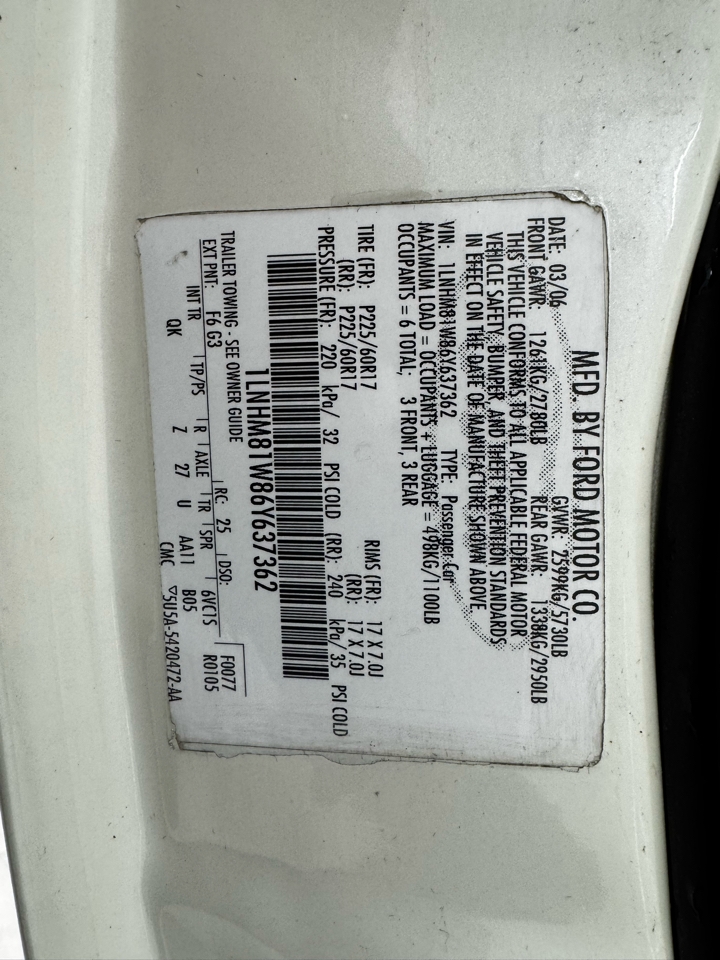 MFD. BY FORD MOTOR CO.
DATE: 03/06 GVWR: 2599KG/5730LB
FRONT GAWR: 1263KG/2780LB REAR GAWR: 1338KG/2950LB
THIS VEHICLE CONFORMS TO ALL APPLICABLE FEDERAL MOTOR
VEHICLE SAFETY, BUMPER, AND THEFT PREVENTION STANDARDS
IN EFFECT ON THE DATE OF MANUFACTURE SHOWN ABOVE.
VIN: 1LNHM81W86Y637362 TYPE: Passenger Car
MAXIMUM LOAD = OCCUPANTS + LUGGAGE = 498KG/1100LB
OCCUPANTS = 6 TOTAL: 3 FRONT, 3 REAR
TIRE (FR): P225/60R17 RIMS (FR): 17 X 7.0J
(RR): P225/60R17 (RR): 17 X 7.0J
PRESSURE (FR): 220 kPa/ 32 PSI COLD (RR): 240 kPa/ 35 PSI COLD
1LNHM81W86Y637362
TRAILER TOWING - SEE OWNER GUIDE
EXT PNT: F6 G3 RC: 25 DSO: F0077
R0105
INT TR TP/PS R AXLE TR SPR 6VC1S
QK Z 27 U AA11 B05
CMC ▽5U5A-5420472-AA